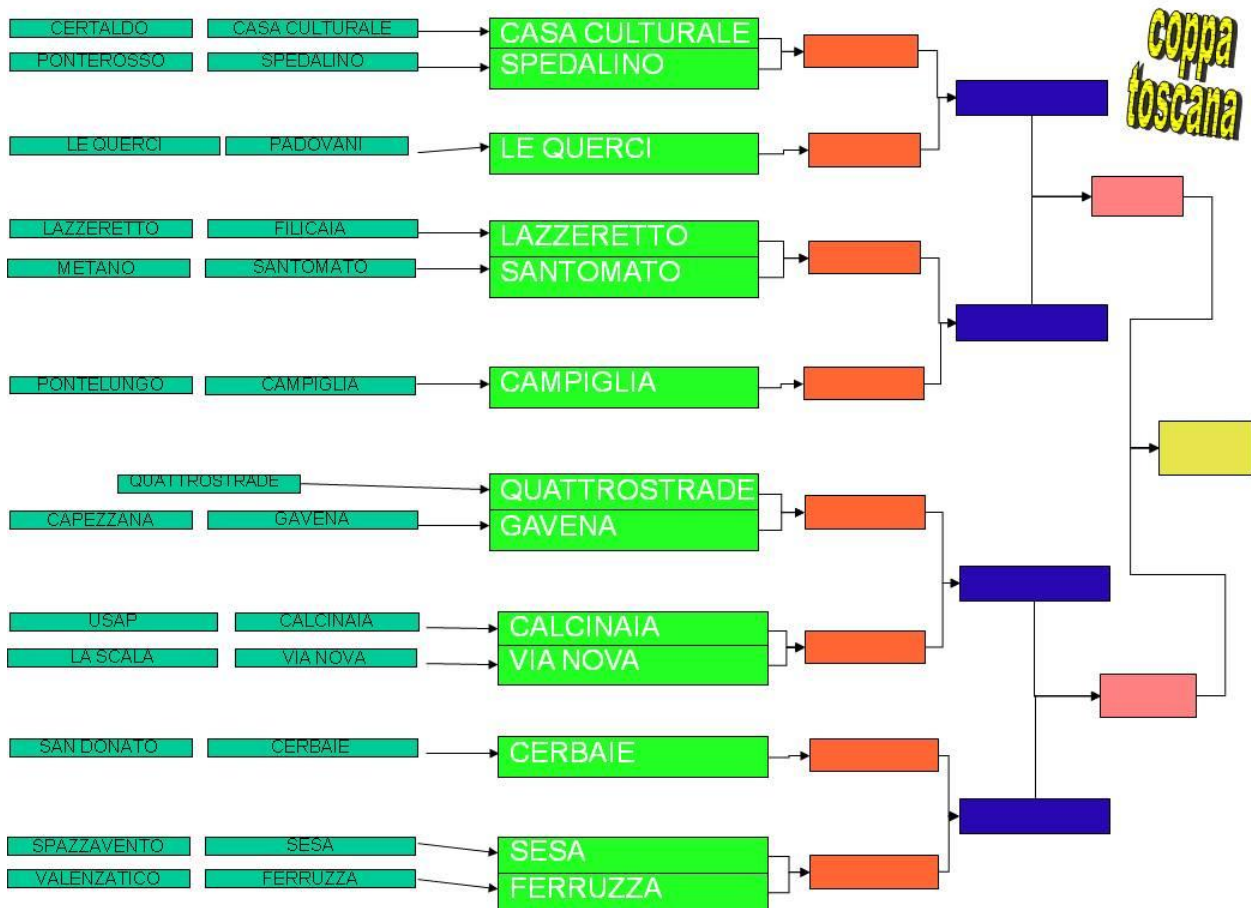 coppa
toscana
CERTALDO CASA CULTURALE CASA CULTURALE
PONTEROSSO SPEDALINO SPEDALINO
LE QUERCI PADOVANI LE QUERCI
LAZZERETTO FILICAIA LAZZERETTO
METANO SANTOMATO SANTOMATO
PONTELUNGO CAMPIGLIA CAMPIGLIA
QUATTROSTRADE QUATTROSTRADE
CAPEZZANA GAVENA GAVENA
USAP CALCINAIA CALCINAIA
LA SCALA VIA NOVA VIA NOVA
SAN DONATO CERBAIE CERBAIE
SPAZZAVENTO SESA SESA
VALENZATICO FERRUZZA FERRUZZA